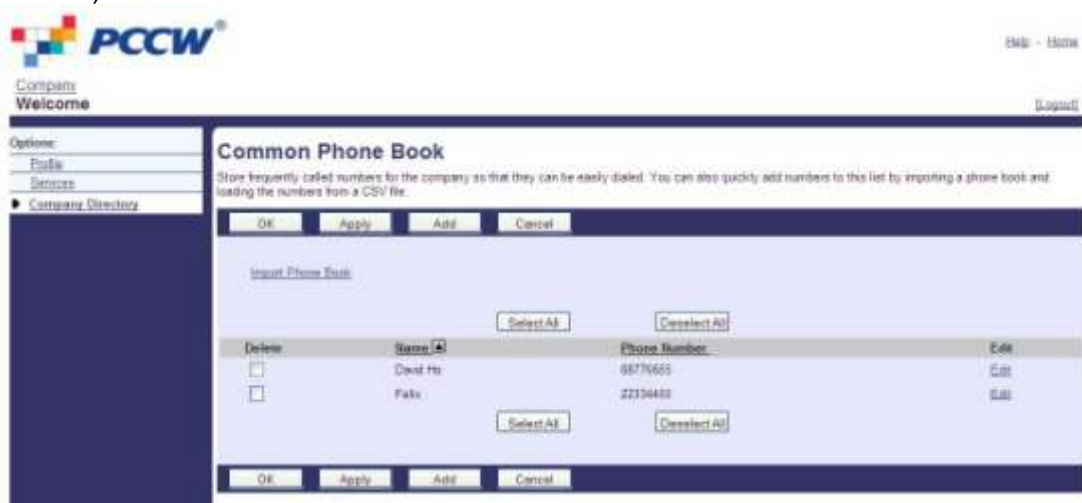 PCCW®
Help - Home
Company
Welcome
[Logout]
Options:
Profile
Services
Company Directory
Common Phone Book
Store frequently called numbers for the company so that they can be easily dialed. You can also quickly add numbers to this list by importing a phone book and
loading the numbers from a CSV file.
OK Apply Add Cancel
Import Phone Book
Select All Deselect All
Delete Name Phone Number Edit
David Ho Edit
Edit
Select All Deselect All
OK Apply Add Cancel